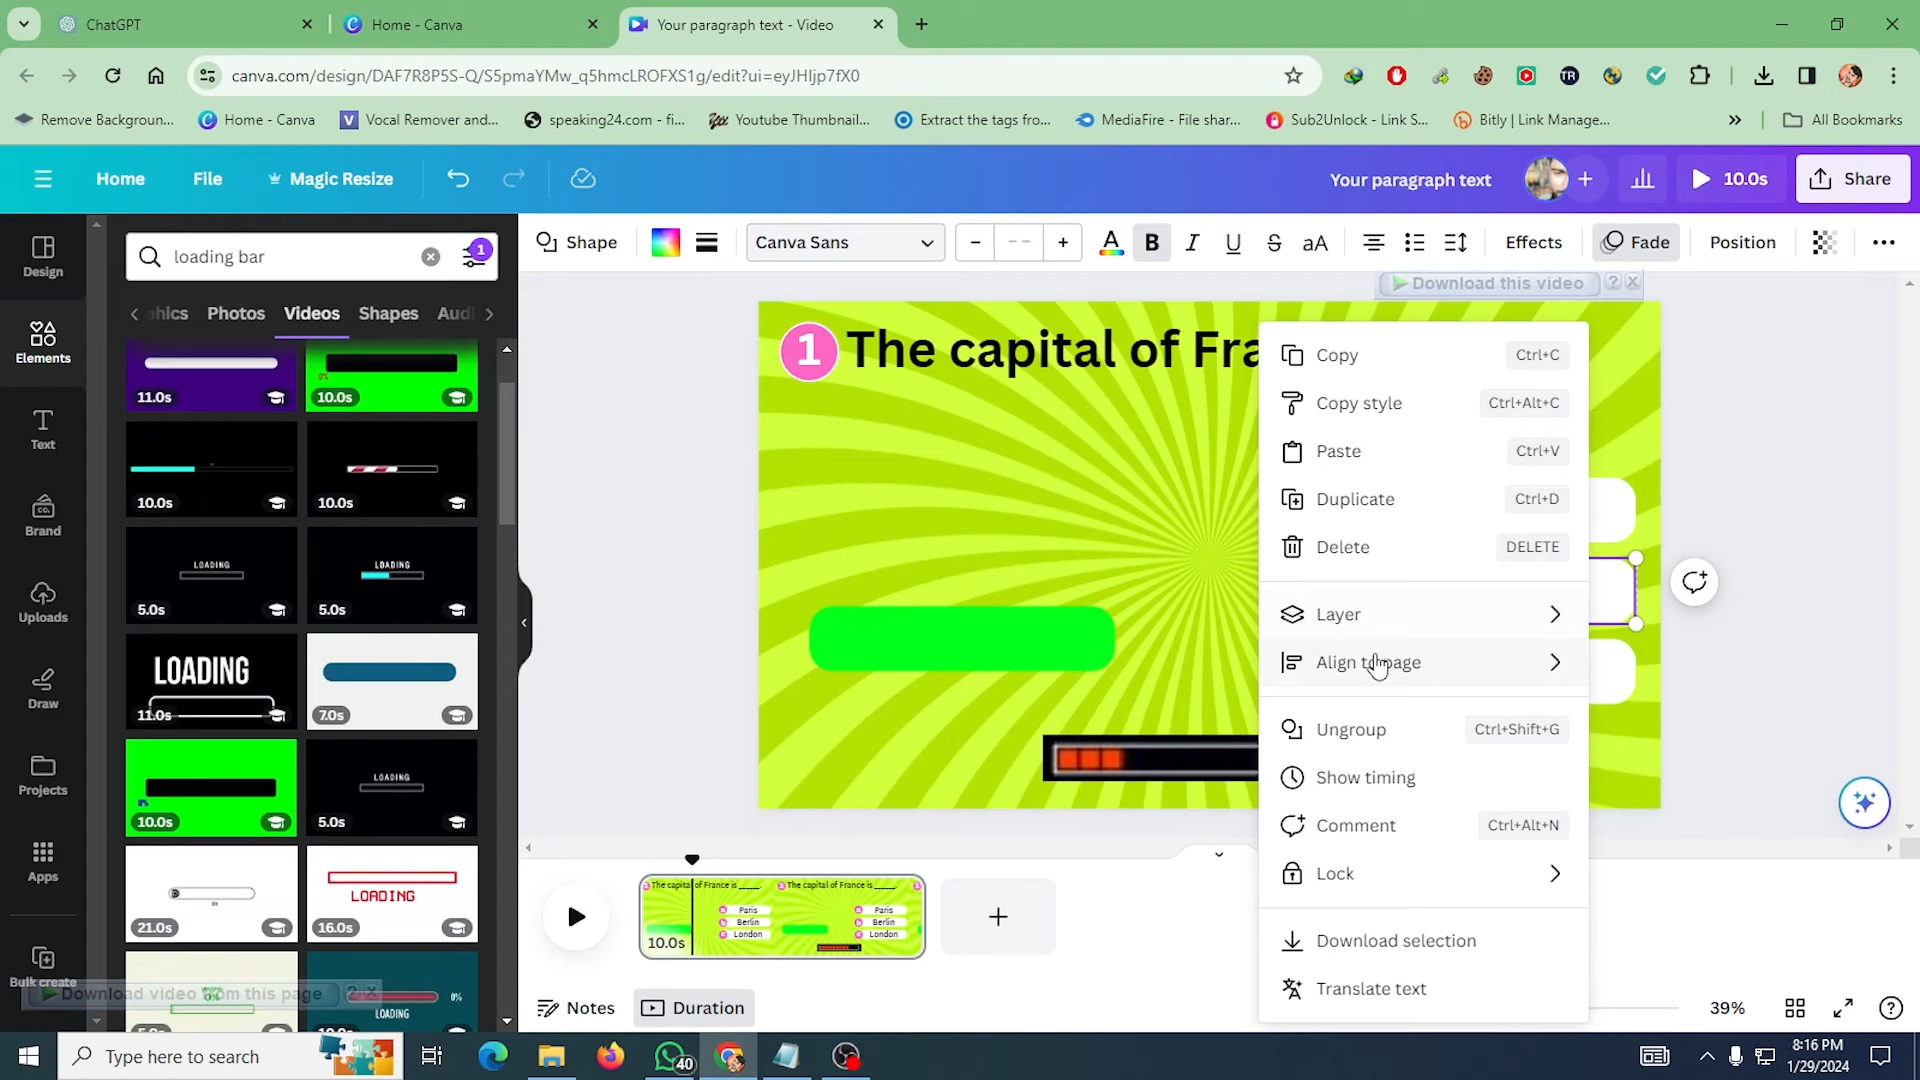 ChatGPT
Home - Canva
Your paragraph text - Video
canva.com/design/DAF7R8P5S-Q/S5pmaYMw_q5hmcLROFXS1g/edit?ui=eyJHIjp7fX0
Remove Backgroun...
Home - Canva
Vocal Remover and...
speaking24.com - fi...
Youtube Thumbnail...
Extract the tags fro...
MediaFire - File shar...
Sub2Unlock - Link S...
Bitly | Link Manage...
All Bookmarks
Home
File
Magic Resize
Your paragraph text
10.0s
Share
Design
Elements
Text
Brand
Uploads
Draw
Projects
Apps
Bulk create
loading bar
1
phics
Photos
Videos
Shapes
Audi
11.0s
10.0s
10.0s
10.0s
LOADING
5.0s
LOADING
5.0s
LOADING
11.0s
7.0s
10.0s
LOADING
5.0s
21.0s
LOADING
16.0s
0%
LOADING
Download video from this page
Shape
Canva Sans
Effects
Fade
Position
Download this video
1
The capital of Fra
Copy
Ctrl+C
Copy style
Ctrl+Alt+C
Paste
Ctrl+V
Duplicate
Ctrl+D
Delete
DELETE
Layer
Align to page
Ungroup
Ctrl+Shift+G
Show timing
Comment
Ctrl+Alt+N
Lock
Download selection
Translate text
The capital of France is ______.
The capital of France is ______.
Paris
Berlin
London
Paris
Berlin
London
10.0s
Notes
Duration
39%
Type here to search
40
8:16 PM
1/29/2024